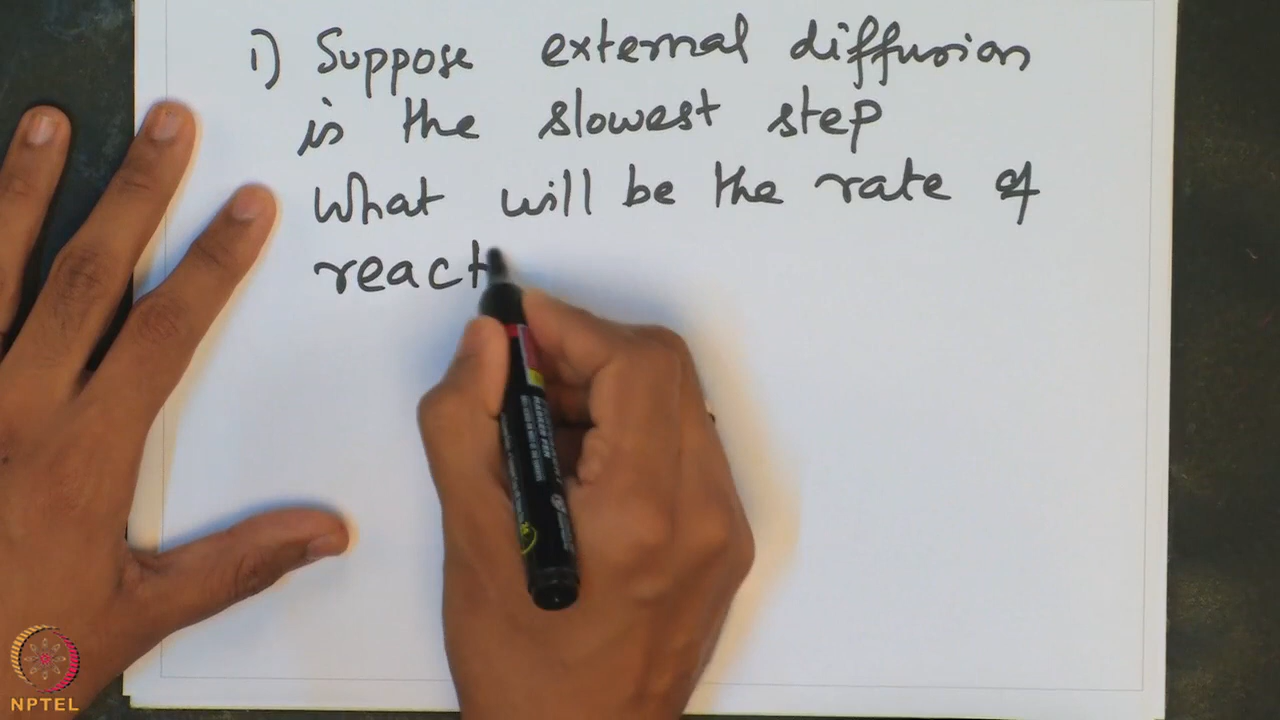 1) Suppose external diffusion
is the slowest step
What will be the rate of
react
NPTEL